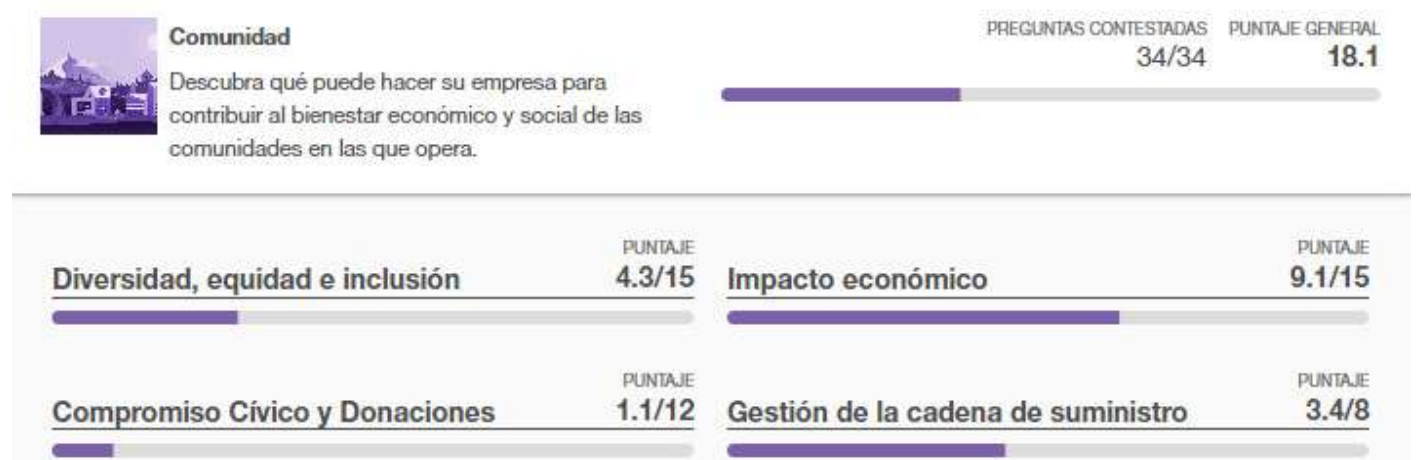 Comunidad
Descubra qué puede hacer su empresa para
contribuir al bienestar económico y social de las
comunidades en las que opera.
PREGUNTAS CONTESTADAS
34/34
PUNTAJE GENERAL
18.1
Diversidad, equidad e inclusión
PUNTAJE
4.3/15
Impacto económico
PUNTAJE
9.1/15
Compromiso Cívico y Donaciones
PUNTAJE
1.1/12
Gestión de la cadena de suministro
PUNTAJE
3.4/8